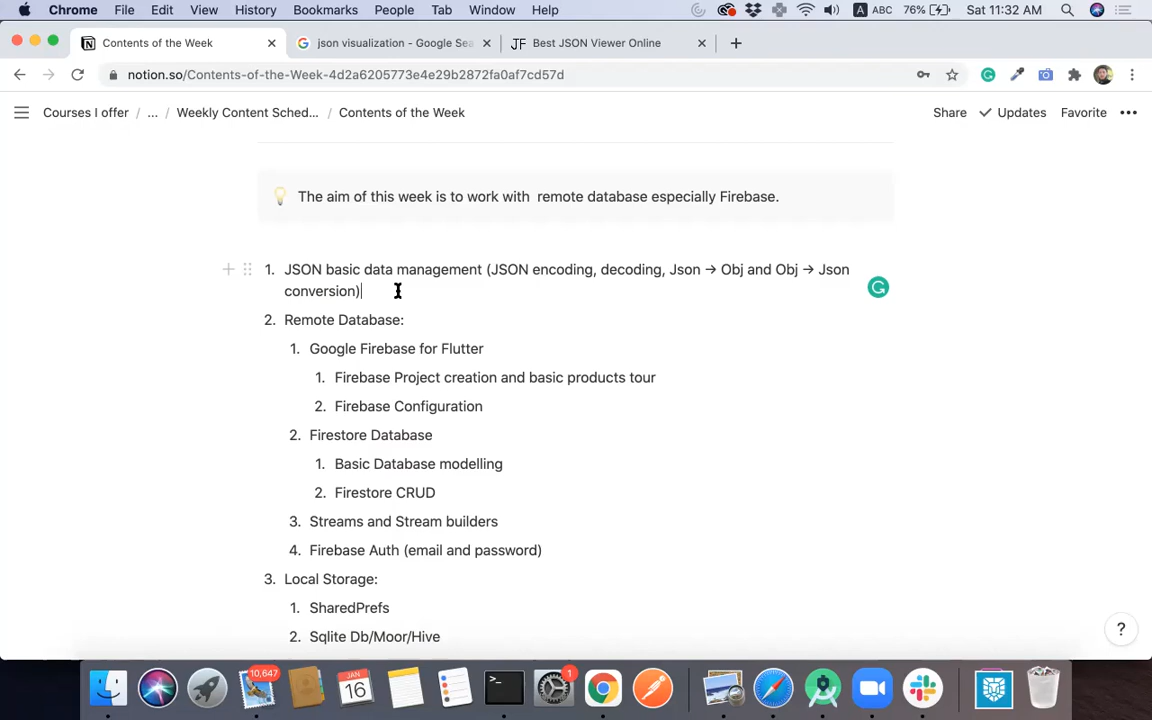 Chrome File Edit View History Bookmarks People Tab Window Help A ABC 76% Sat 11:32 AM
Contents of the Week json visualization - Google Sea JF Best JSON Viewer Online
notion.so/Contents-of-the-Week-4d2a6205773e4e29b2872fa0af7cd57d
Courses I offer / ... / Weekly Content Sched... / Contents of the Week Share Updates Favorite
The aim of this week is to work with remote database especially Firebase.
1. JSON basic data management (JSON encoding, decoding, Json → Obj and Obj → Json
conversion)
2. Remote Database:
1. Google Firebase for Flutter
1. Firebase Project creation and basic products tour
2. Firebase Configuration
2. Firestore Database
1. Basic Database modelling
2. Firestore CRUD
3. Streams and Stream builders
4. Firebase Auth (email and password)
3. Local Storage:
1. SharedPrefs
2. Sqlite Db/Moor/Hive
?
10,647 JAN 16 >_ 1